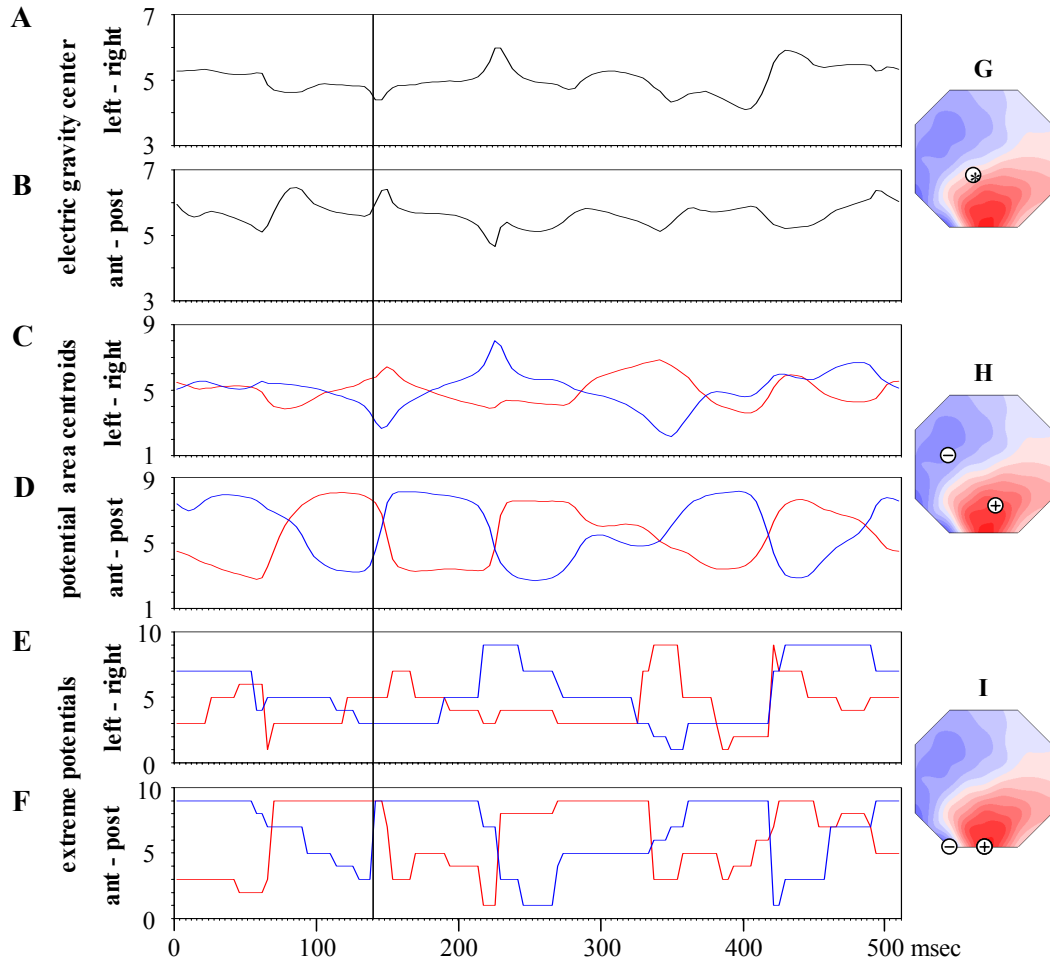 A
7
5
3
left - right
B
7
5
3
ant - post
electric gravity center
C
9
5
1
left - right
D
9
5
1
ant - post
potential area centroids
E
10
5
0
left - right
F
10
5
0
ant - post
extreme potentials
0 100 200 300 400 500 msec
G
*
H
−
+
I
− +